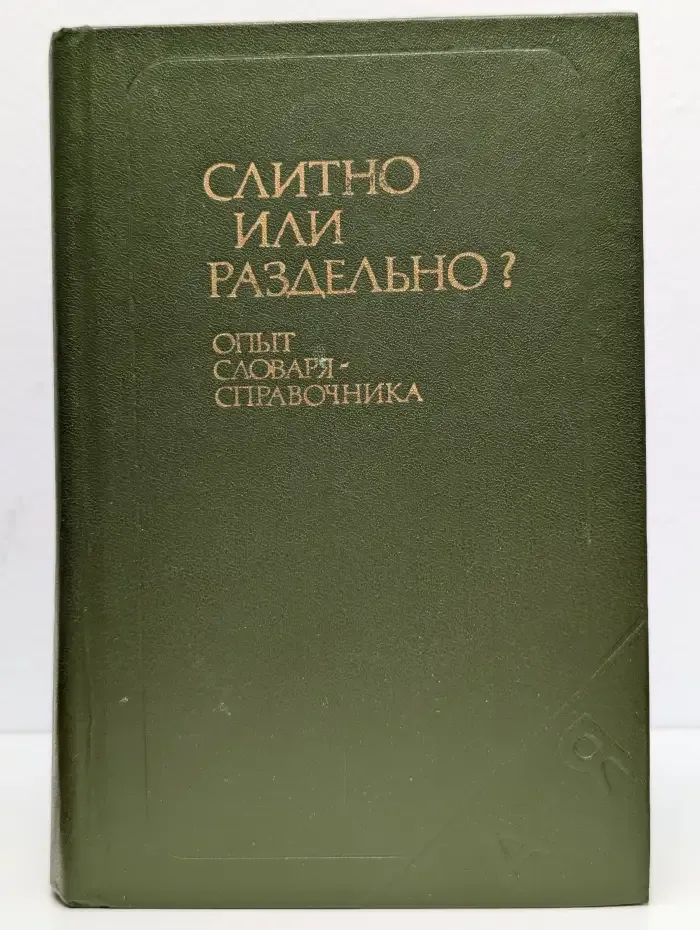 СЛИТНО
ИЛИ
РАЗДЕЛЬНО?
ОПЫТ
СЛОВАРЯ-
СПРАВОЧНИКА